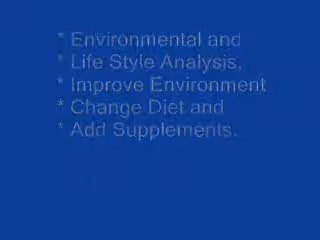 * Environmental and
* Life Style Analysis.
* Improve Environment
* Change Diet and
* Add Supplements.